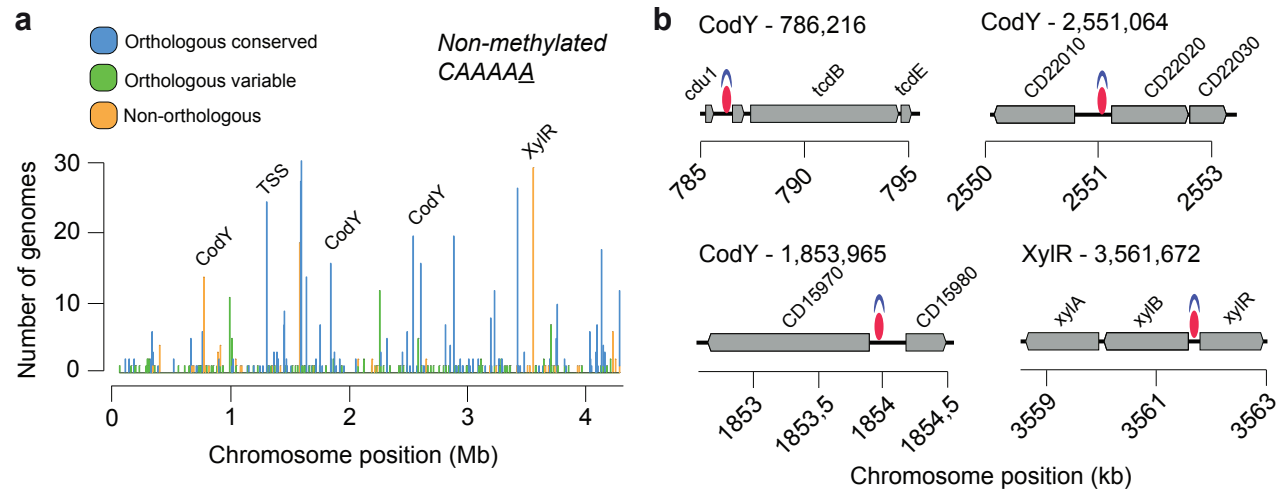 a
Orthologous conserved
Orthologous variable
Non-orthologous
Non-methylated
CAAAAA
Number of genomes
30
20
10
0
CodY
TSS
CodY
CodY
XylR
0
1
2
3
4
Chromosome position (Mb)
b
CodY - 786,216
cdu1
tcdB
tcdE
785
790
795
CodY - 2,551,064
CD22010
CD22020
CD22030
2550
2551
2553
CodY - 1,853,965
CD15970
CD15980
1853
1853,5
1854
1854,5
XylR - 3,561,672
xylA
xylB
xylR
3559
3561
3563
Chromosome position (kb)